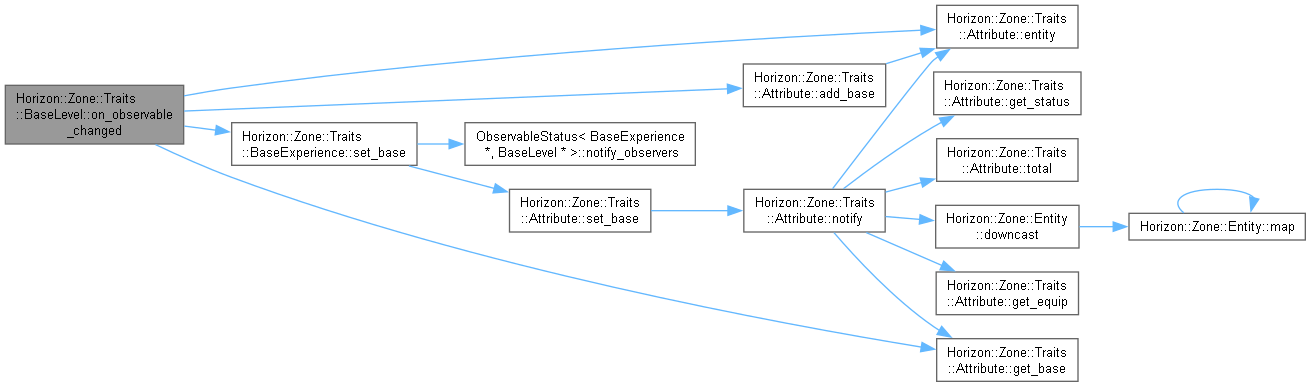 Horizon::Zone::Traits
::BaseLevel::on_observable
_changed
Horizon::Zone::Traits
::BaseExperience::set_base
ObservableStatus< BaseExperience
*, BaseLevel * >::notify_observers
Horizon::Zone::Traits
::Attribute::set_base
Horizon::Zone::Traits
::Attribute::add_base
Horizon::Zone::Traits
::Attribute::notify
Horizon::Zone::Traits
::Attribute::entity
Horizon::Zone::Traits
::Attribute::get_status
Horizon::Zone::Traits
::Attribute::total
Horizon::Zone::Entity
::downcast
Horizon::Zone::Traits
::Attribute::get_equip
Horizon::Zone::Traits
::Attribute::get_base
Horizon::Zone::Entity::map